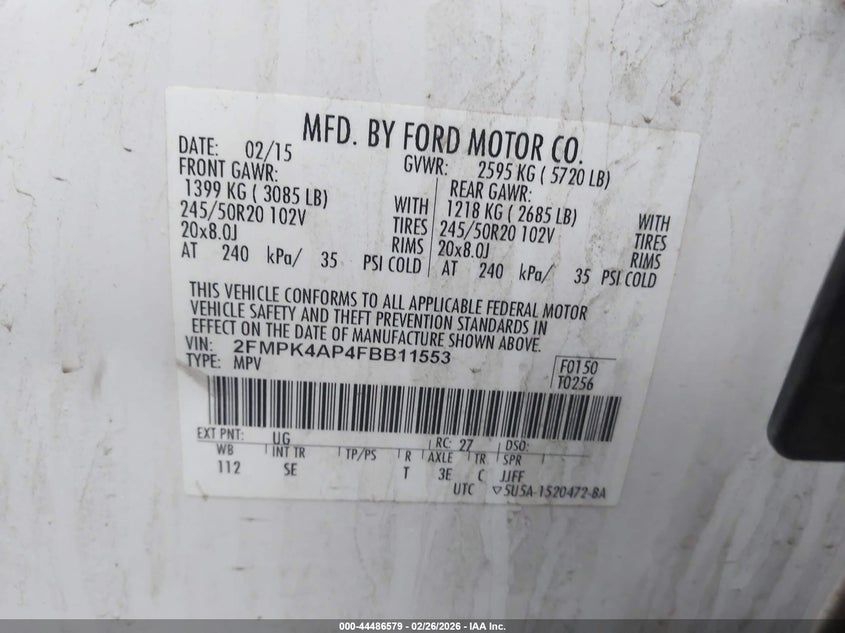 MFD. BY FORD MOTOR CO.
DATE: 02/15 GVWR: 2595 KG ( 5720 LB)
FRONT GAWR: REAR GAWR:
1399 KG ( 3085 LB) WITH 1218 KG ( 2685 LB) WITH
245/50R20 102V TIRES 245/50R20 102V TIRES
20x8.0J RIMS 20x8.0J RIMS
AT 240 kPa/ 35 PSI COLD AT 240 kPa/ 35 PSI COLD
THIS VEHICLE CONFORMS TO ALL APPLICABLE FEDERAL MOTOR
VEHICLE SAFETY AND THEFT PREVENTION STANDARDS IN
EFFECT ON THE DATE OF MANUFACTURE SHOWN ABOVE.
VIN: 2FMPK4AP4FBB11553
TYPE: MPV
F0150
T0256
EXT PNT: UG RC: 27 DSO:
WB INT TR TP/PS R AXLE TR SPR
112 SE T 3E C JJFF
UTC ▽5U5A-1520472-BA
000-44486579 - 02/26/2026 - IAA Inc.